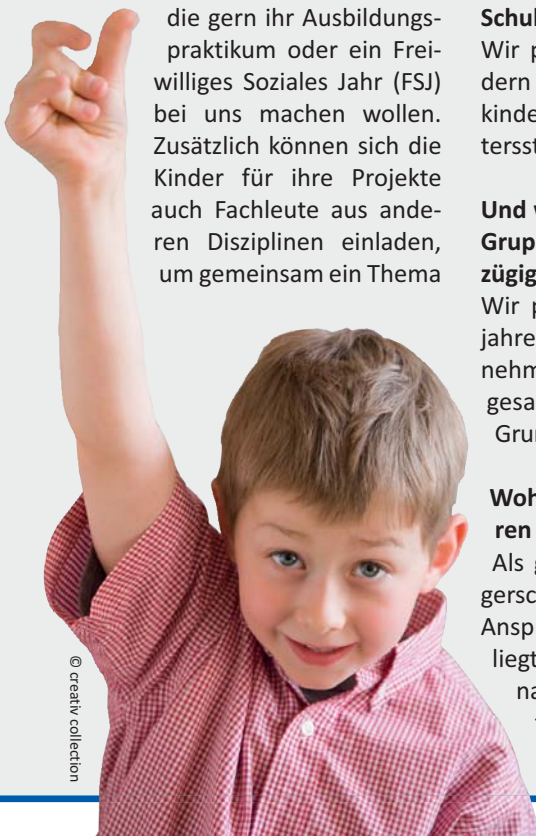 die gern ihr Ausbildungs-
praktikum oder ein Frei-
williges Soziales Jahr (FSJ)
bei uns machen wollen.
Zusätzlich können sich die
Kinder für ihre Projekte
auch Fachleute aus ande-
ren Disziplinen einladen,
um gemeinsam ein Thema
© creativ collection
Wir
dern
kinde
tersst
Und
Grup
zügig
Wir
jahre
nehm
gesa
Grun
Woh
ren
Als
gersc
Ansp
liegt
na